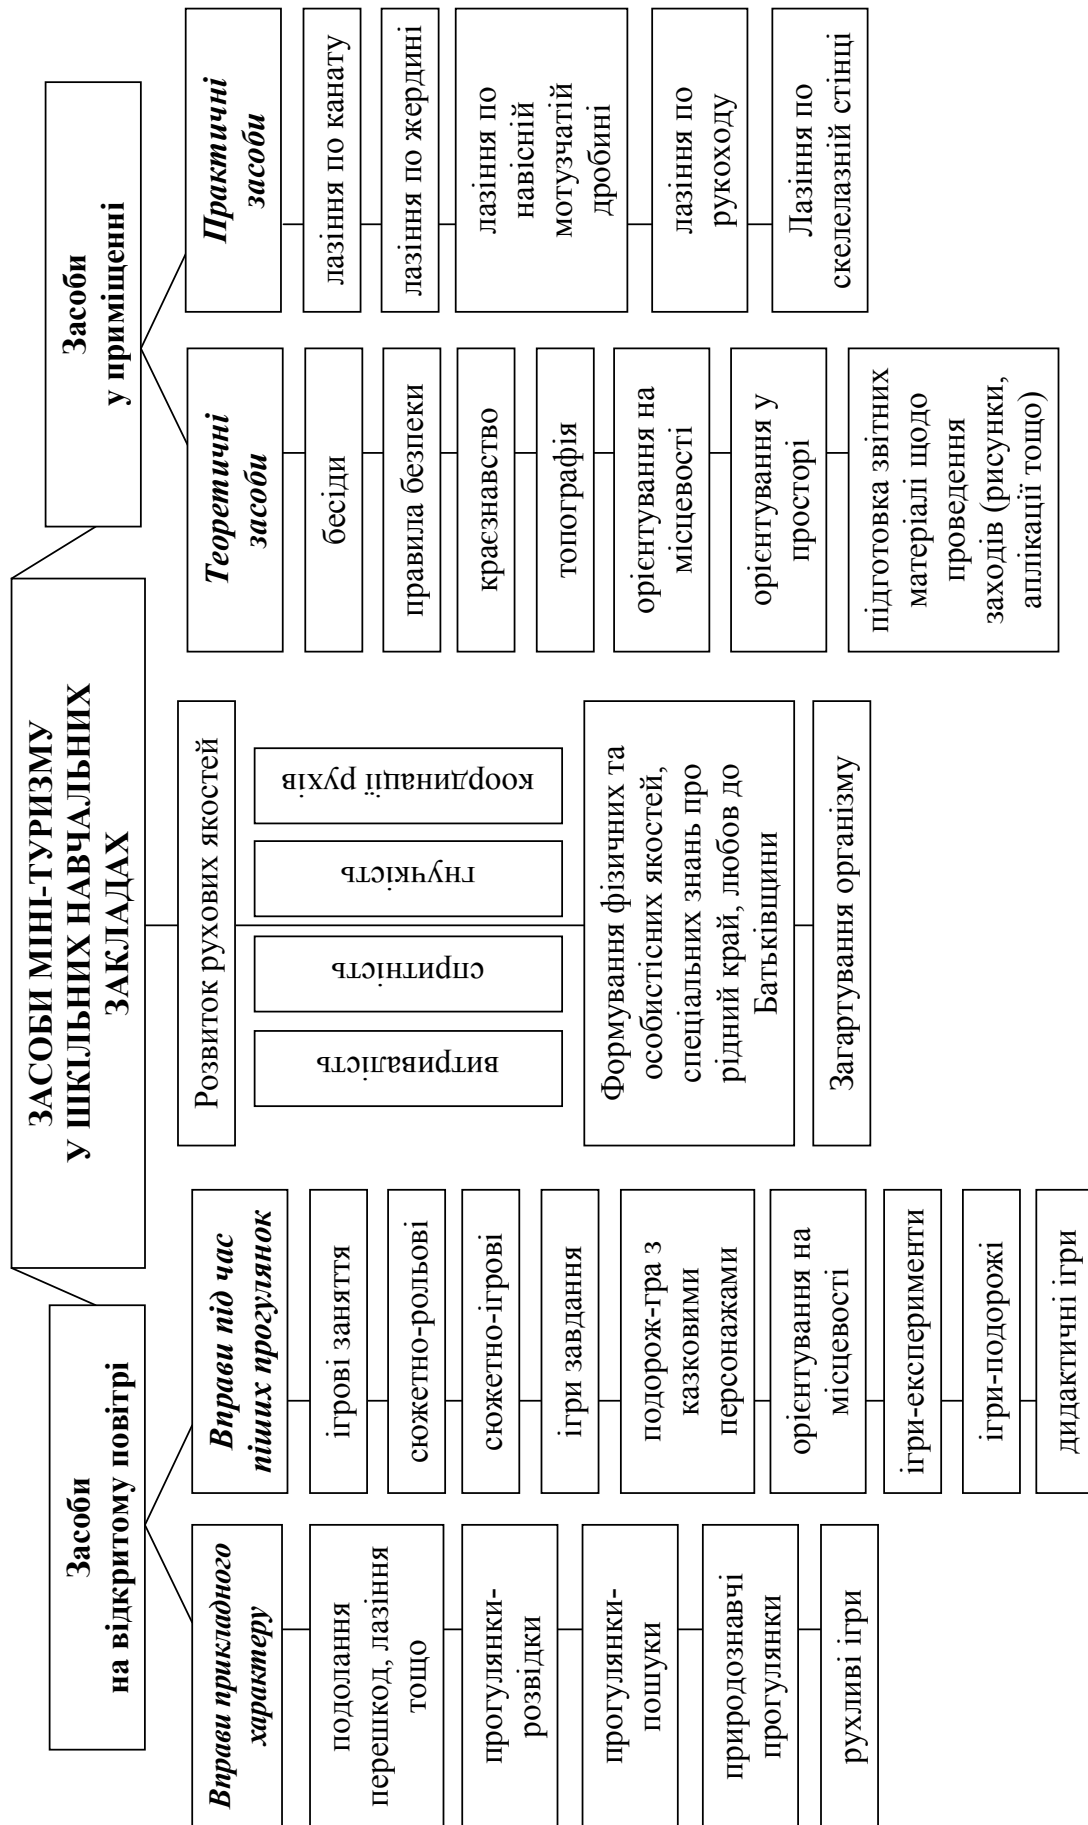 ЗАСОБИ МІНІ-ТУРИЗМУ
У ШКІЛЬНИХ НАВЧАЛЬНИХ
ЗАКЛАДАХ
Засоби
на відкритому повітрі
Вправи прикладного
характеру
подолання
перешкод, лазіння
тощо
прогулянки-
розвідки
прогулянки-
пошуки
природознавчі
прогулянки
рухливі ігри
Вправи під час
піших прогулянок
ігрові заняття
сюжетно-рольові
сюжетно-ігрові
ігри завдання
подорож-гра з
казковими
персонажами
орієнтування на
місцевості
ігри-експерименти
ігри-подорожі
дидактичні ігри
Розвиток рухових якостей
витривалість
спритність
гнучкість
координації рухів
Формування фізичних та
особистісних якостей,
спеціальних знань про
рідний край, любов до
Батьківщини
Загартування організму
Засоби
у приміщенні
Теоретичні
засоби
бесіди
правила безпеки
краєзнавство
топографія
орієнтування на
місцевості
орієнтування у
просторі
підготовка звітних
матеріалі щодо
проведення
заходів (рисунки,
аплікації тощо)
Практичні
засоби
лазіння по канату
лазіння по жердині
лазіння по
навісній
мотузчатій
дробині
лазіння по
рукоходу
Лазіння по
скелелазній стінці